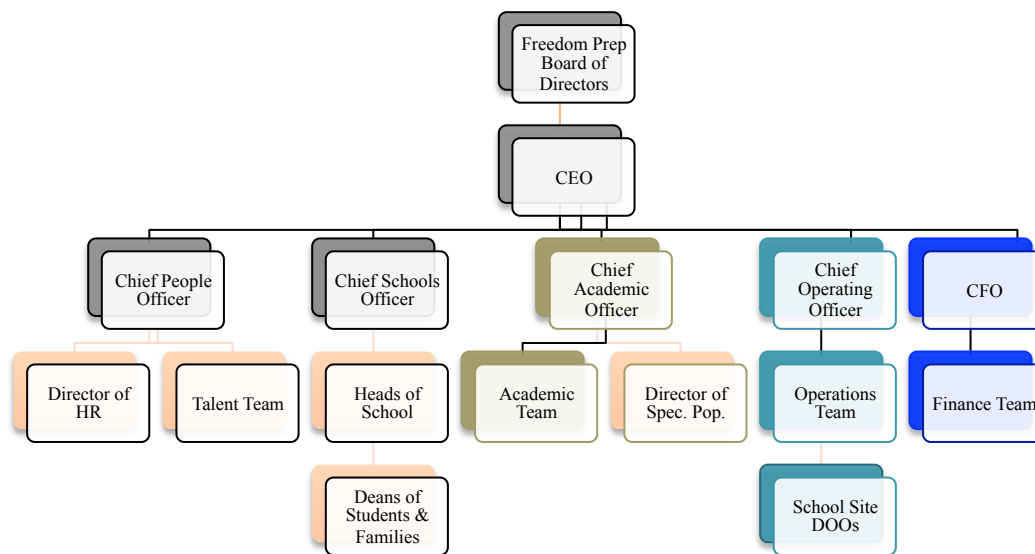 Freedom Prep
Board of
Directors
CEO
Chief People
Officer
Chief Schools
Officer
Chief
Academic
Officer
Chief
Operating
Officer
CFO
Director of
HR
Talent Team
Heads of
School
Academic
Team
Director of
Spec. Pop.
Operations
Team
Finance Team
Deans of
Students &
Families
School Site
DOOs